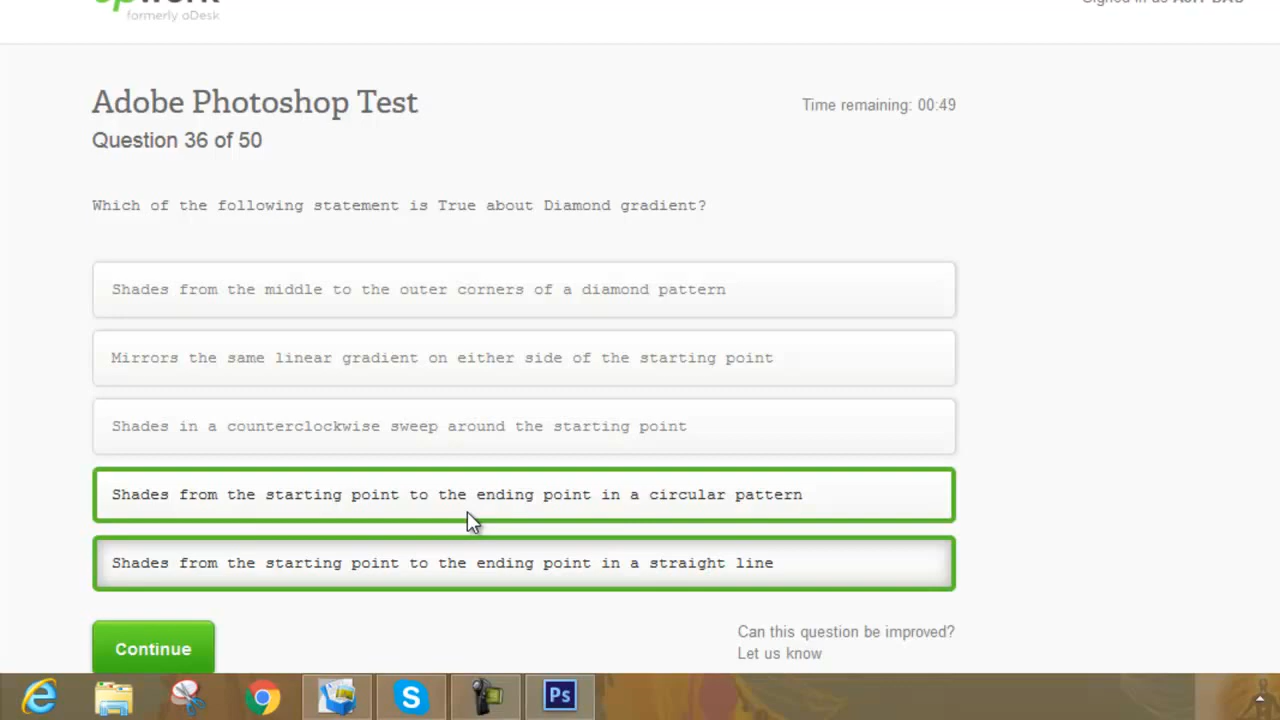 formerly oDesk
Adobe Photoshop Test
Time remaining: 00:49
Question 36 of 50
Which of the following statement is True about Diamond gradient?
Shades from the middle to the outer corners of a diamond pattern
Mirrors the same linear gradient on either side of the starting point
Shades in a counterclockwise sweep around the starting point
Shades from the starting point to the ending point in a circular pattern
Shades from the starting point to the ending point in a straight line
Continue
Can this question be improved?
Let us know
Ps